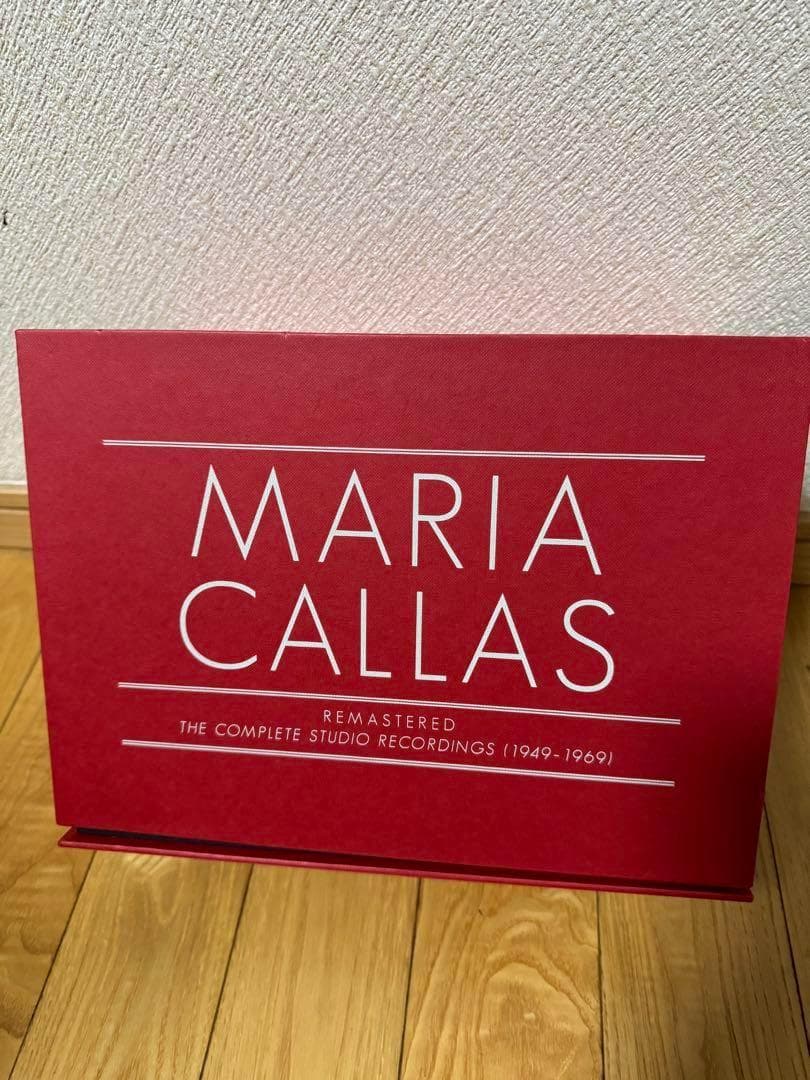 MARIA
CALLAS
REMASTERED
THE COMPLETE STUDIO RECORDINGS (1949-1969)